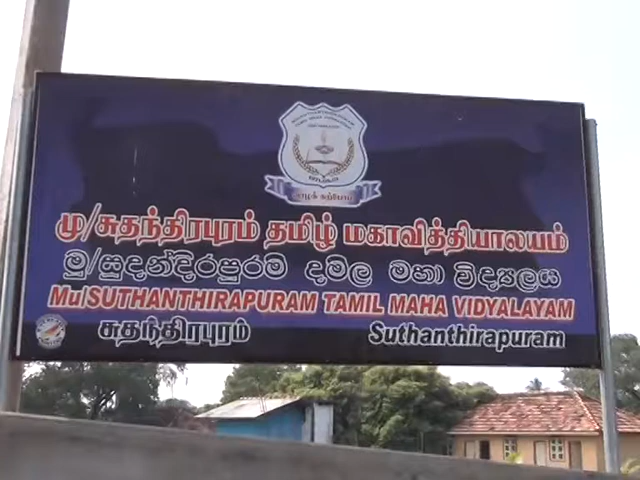 மு/சுதந்திரபுரம் தமிழ் மகாவித்தியாலயம்
මු/සුදන්දිරපුරම් දමිල මහා විද්‍යලය
Mu/SUTHANTHIRAPURAM TAMIL MAHA VIDYALAYAM
சுதந்திரபுரம் Suthanthirapuram